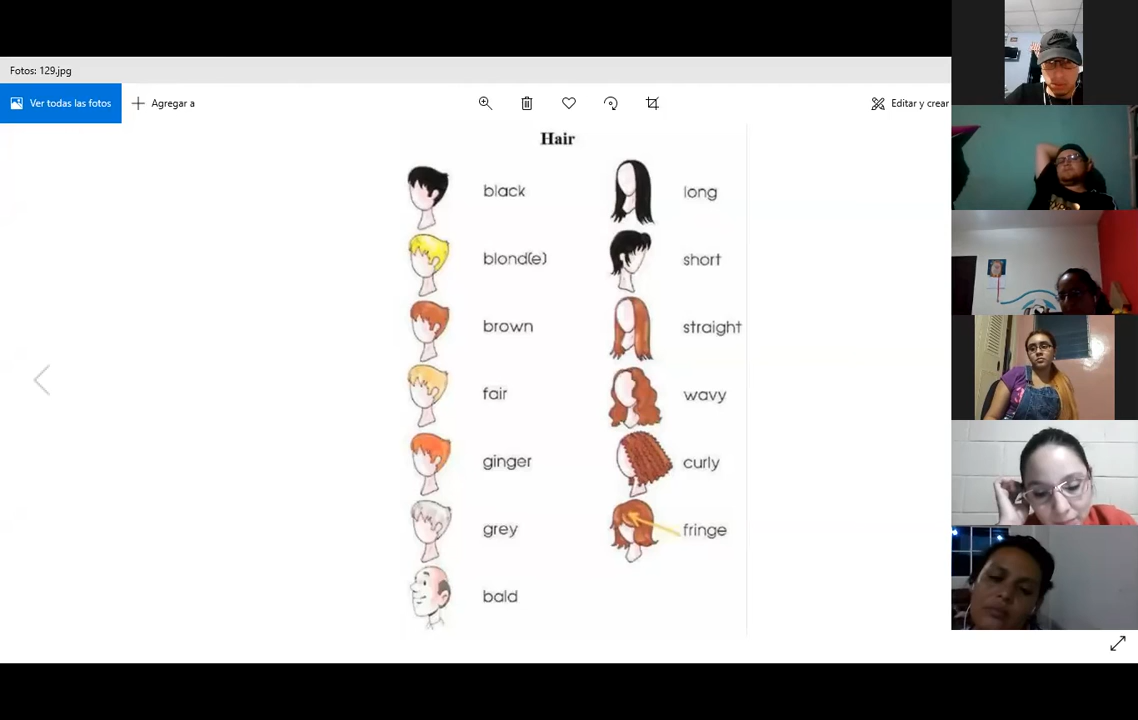 Fotos: 129.jpg
Ver todas las fotos
Agregar a
Editar y crear
Hair
black
long
blond(e)
short
brown
straight
fair
wavy
ginger
curly
grey
fringe
bald